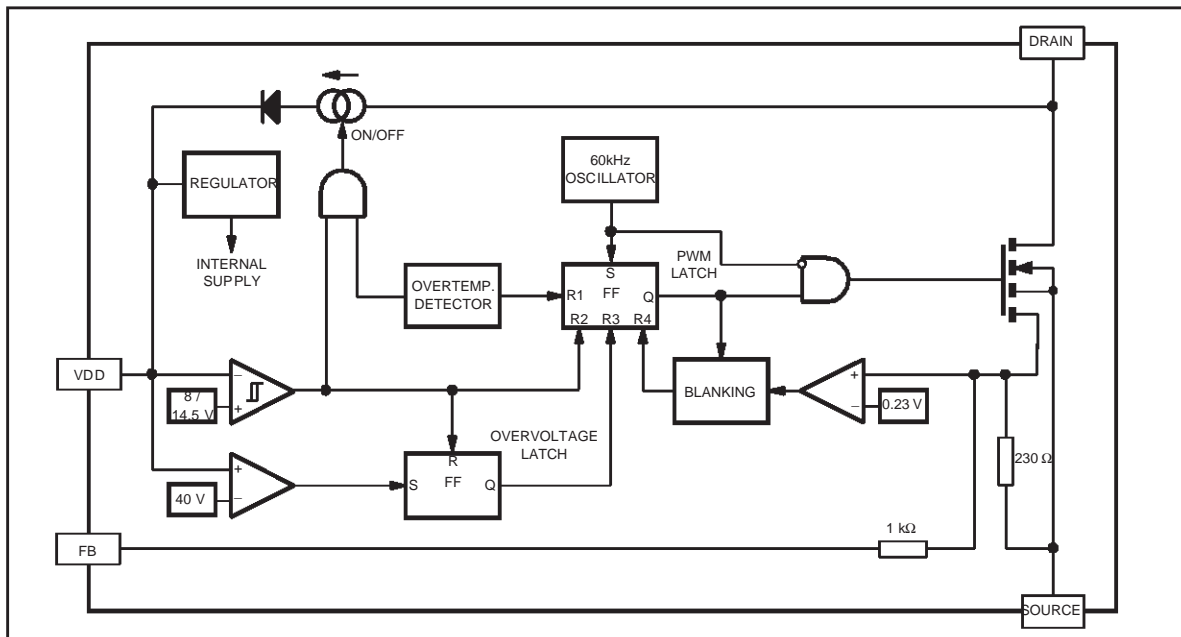 DRAIN
ON/OFF
60kHz
OSCILLATOR
REGULATOR
INTERNAL
SUPPLY
PWM
LATCH
OVERTEMP.
DETECTOR
S
FF
R1
Q
R2 R3 R4
VDD
–
8 /
14.5 V
+
BLANKING
+
–
0.23 V
OVERVOLTAGE
LATCH
230 Ω
R
FF
S
Q
+
40 V
–
1 kΩ
FB
SOURCE